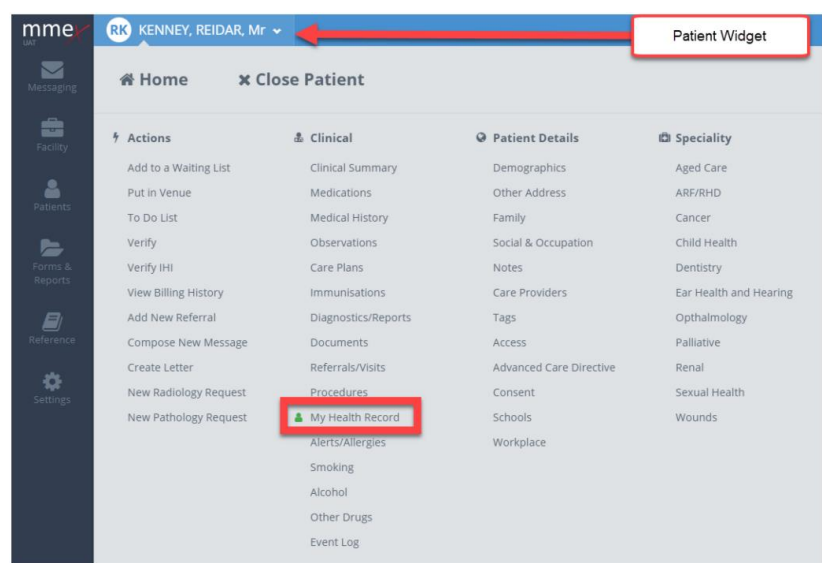 mmex
UAT
RK KENNEY, REIDAR, Mr
Patient Widget
Messaging
Facility
Patients
Forms &
Reports
Reference
Settings
Home
Close Patient
Actions
Add to a Waiting List
Put in Venue
To Do List
Verify
Verify IHI
View Billing History
Add New Referral
Compose New Message
Create Letter
New Radiology Request
New Pathology Request
Clinical
Clinical Summary
Medications
Medical History
Observations
Care Plans
Immunisations
Diagnostics/Reports
Documents
Referrals/Visits
Procedures
My Health Record
Alerts/Allergies
Smoking
Alcohol
Other Drugs
Event Log
Patient Details
Demographics
Other Address
Family
Social & Occupation
Notes
Care Providers
Tags
Access
Advanced Care Directive
Consent
Schools
Workplace
Speciality
Aged Care
ARF/RHD
Cancer
Child Health
Dentistry
Ear Health and Hearing
Opthalmology
Palliative
Renal
Sexual Health
Wounds